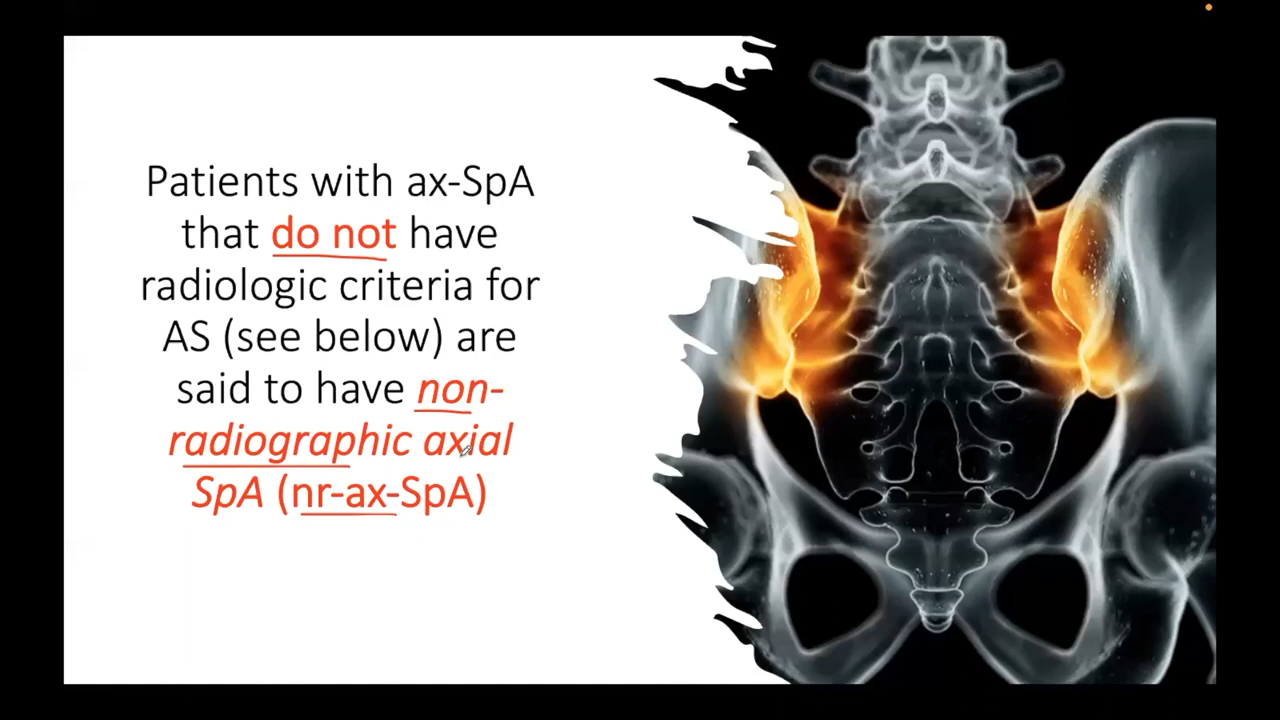 Patients with ax-SpA
that do not have
radiologic criteria for
AS (see below) are
said to have non-
radiographic axial
SpA (nr-ax-SpA)